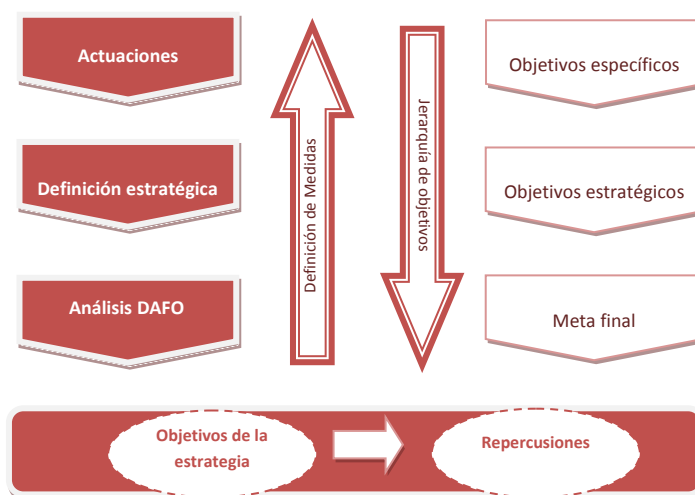 Actuaciones
Definición estratégica
Análisis DAFO
Definición de Medidas
Jerarquía de objetivos
Objetivos específicos
Objetivos estratégicos
Meta final
Objetivos de la
estrategia
Repercusiones